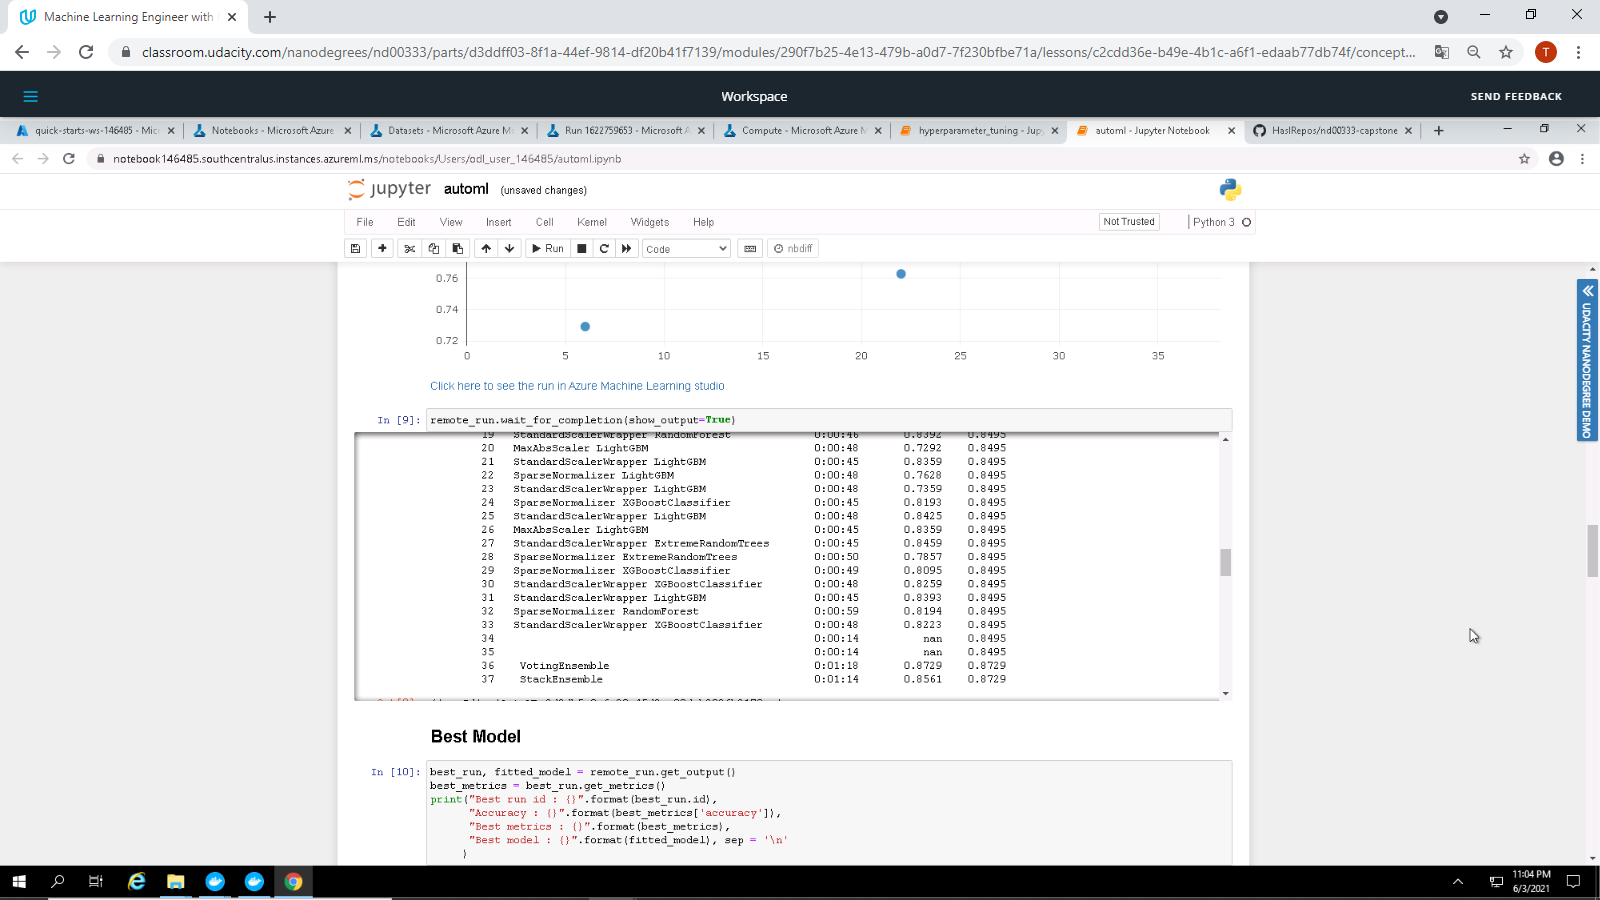 Machine Learning Engineer with
classroom.udacity.com/nanodegrees/nd00333/parts/d3ddff03-8f1a-44ef-9814-df20b41f7139/modules/290f7b25-4e13-479b-a0d7-7f230bfbe71a/lessons/c2cdd36e-b49e-4b1c-a6f1-edaab77db74f/concept...
T
Workspace
SEND FEEDBACK
quick-starts-ws-146485 - Mic
Notebooks - Microsoft Azure
Datasets - Microsoft Azure M
Run 1622759653 - Microsoft A
Compute - Microsoft Azure M
hyperparameter_tuning - Jup
automl - Jupyter Notebook
HaslRepos/nd00333-capstone
notebook146485.southcentralus.instances.azureml.ms/notebooks/Users/odl_user_146485/automl.ipynb
jupyter automl (unsaved changes)
File Edit View Insert Cell Kernel Widgets Help
Not Trusted
Python 3
Run
Code
nbdiff
0.76
0.74
0.72
0 5 10 15 20 25 30 35
Click here to see the run in Azure Machine Learning studio
In [9]: remote_run.wait_for_completion(show_output=True)
19 StandardScalerWrapper RandomForest 0:00:46 0.8392 0.8495
20 MaxAbsScaler LightGBM 0:00:48 0.7292 0.8495
21 StandardScalerWrapper LightGBM 0:00:45 0.8359 0.8495
22 SparseNormalizer LightGBM 0:00:48 0.7628 0.8495
23 StandardScalerWrapper LightGBM 0:00:48 0.7359 0.8495
24 SparseNormalizer XGBoostClassifier 0:00:45 0.8193 0.8495
25 StandardScalerWrapper LightGBM 0:00:48 0.8425 0.8495
26 MaxAbsScaler LightGBM 0:00:45 0.8359 0.8495
27 StandardScalerWrapper ExtremeRandomTrees 0:00:45 0.8459 0.8495
28 SparseNormalizer ExtremeRandomTrees 0:00:50 0.7857 0.8495
29 SparseNormalizer XGBoostClassifier 0:00:49 0.8095 0.8495
30 StandardScalerWrapper XGBoostClassifier 0:00:48 0.8259 0.8495
31 StandardScalerWrapper LightGBM 0:00:45 0.8393 0.8495
32 SparseNormalizer RandomForest 0:00:59 0.8194 0.8495
33 StandardScalerWrapper XGBoostClassifier 0:00:48 0.8223 0.8495
34 0:00:14 nan 0.8495
35 0:00:14 nan 0.8495
36 VotingEnsemble 0:01:18 0.8729 0.8729
37 StackEnsemble 0:01:14 0.8561 0.8729
Best Model
In [10]: best_run, fitted_model = remote_run.get_output()
best_metrics = best_run.get_metrics()
print("Best run id : {}".format(best_run.id),
"Accuracy : {}".format(best_metrics['accuracy']),
"Best metrics : {}".format(best_metrics),
"Best model : {}".format(fitted_model), sep = '\n'
)
UDACITY NANODEGREE DEMO
11:04 PM
6/3/2021